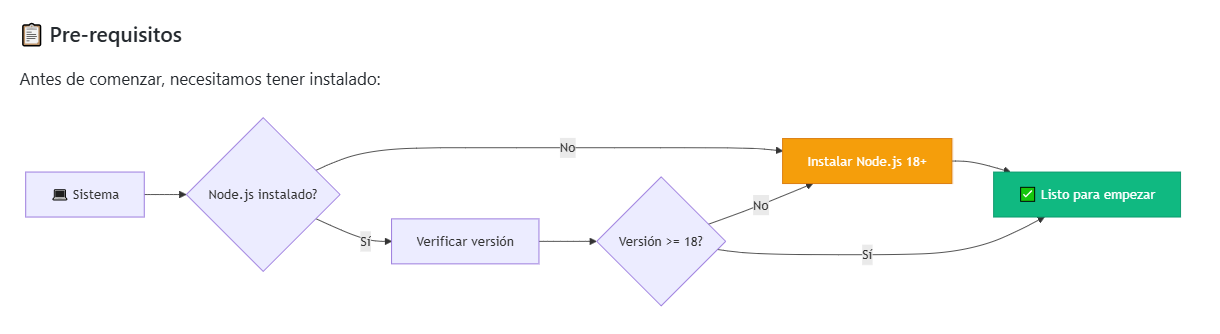 📋 Pre-requisitos
Antes de comenzar, necesitamos tener instalado:
💻 Sistema
Node.js instalado?
No
Sí
Verificar versión
Versión >= 18?
No
Sí
Instalar Node.js 18+
✅ Listo para empezar